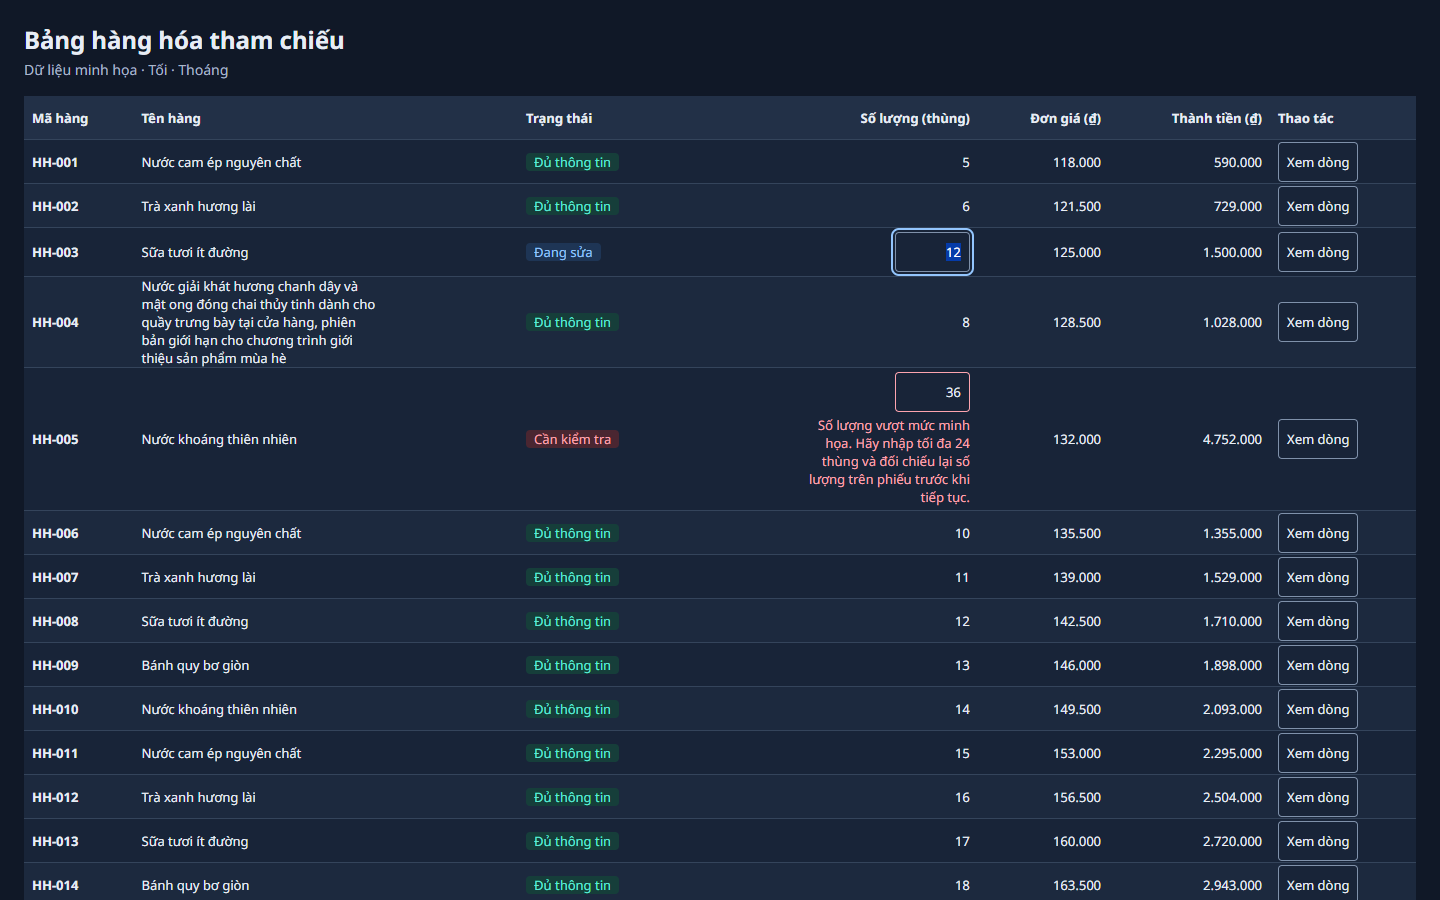 Bảng hàng hóa tham chiếu
Dữ liệu minh họa · Tối · Thoáng
Mã hàng Tên hàng Trạng thái Số lượng (thùng) Đơn giá (₫) Thành tiền (₫) Thao tác
HH-001 Nước cam ép nguyên chất Đủ thông tin 5 118.000 590.000 Xem dòng
HH-002 Trà xanh hương lài Đủ thông tin 6 121.500 729.000 Xem dòng
HH-003 Sữa tươi ít đường Đang sửa 12 125.000 1.500.000 Xem dòng
Nước giải khát hương chanh dây và
mật ong đóng chai thủy tinh dành cho
HH-004 quầy trưng bày tại cửa hàng, phiên Đủ thông tin 8 128.500 1.028.000 Xem dòng
bản giới hạn cho chương trình giới
thiệu sản phẩm mùa hè
36
Số lượng vượt mức minh
HH-005 Nước khoáng thiên nhiên Cần kiểm tra họa. Hãy nhập tối đa 24 132.000 4.752.000 Xem dòng
thùng và đối chiếu lại số
lượng trên phiếu trước khi
tiếp tục.
HH-006 Nước cam ép nguyên chất Đủ thông tin 10 135.500 1.355.000 Xem dòng
HH-007 Trà xanh hương lài Đủ thông tin 11 139.000 1.529.000 Xem dòng
HH-008 Sữa tươi ít đường Đủ thông tin 12 142.500 1.710.000 Xem dòng
HH-009 Bánh quy bơ giòn Đủ thông tin 13 146.000 1.898.000 Xem dòng
HH-010 Nước khoáng thiên nhiên Đủ thông tin 14 149.500 2.093.000 Xem dòng
HH-011 Nước cam ép nguyên chất Đủ thông tin 15 153.000 2.295.000 Xem dòng
HH-012 Trà xanh hương lài Đủ thông tin 16 156.500 2.504.000 Xem dòng
HH-013 Sữa tươi ít đường Đủ thông tin 17 160.000 2.720.000 Xem dòng
HH-014 Bánh quy bơ giòn Đủ thông tin 18 163.500 2.943.000 Xem dòng